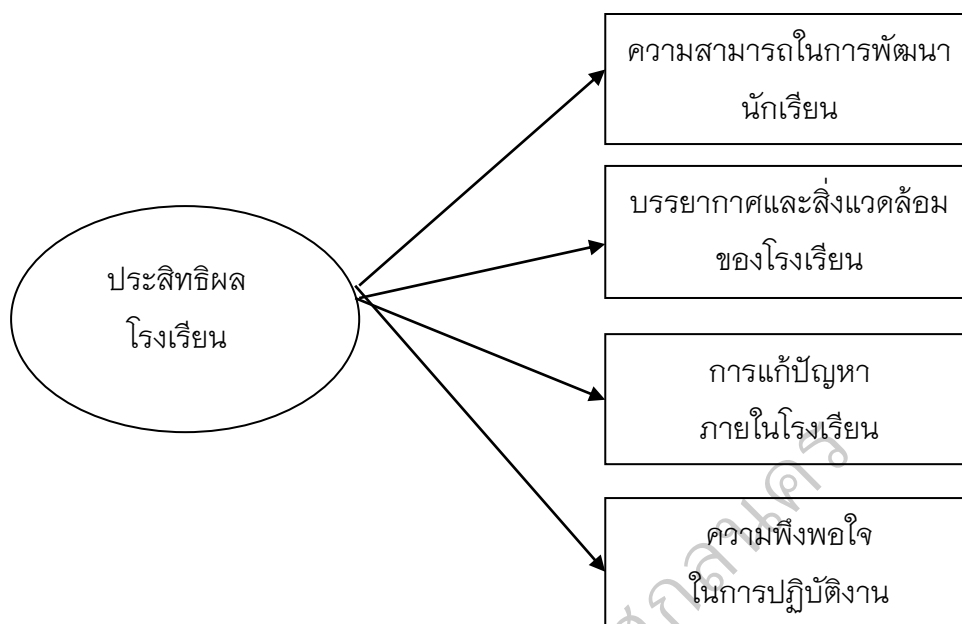 ความสามารถในการพัฒนา
นักเรียน
บรรยากาศและสิ่งแวดล้อม
ของโรงเรียน
ประสิทธิผล
โรงเรียน
การแก้ปัญหา
ภายในโรงเรียน
ความพึงพอใจ
ในการปฏิบัติงาน